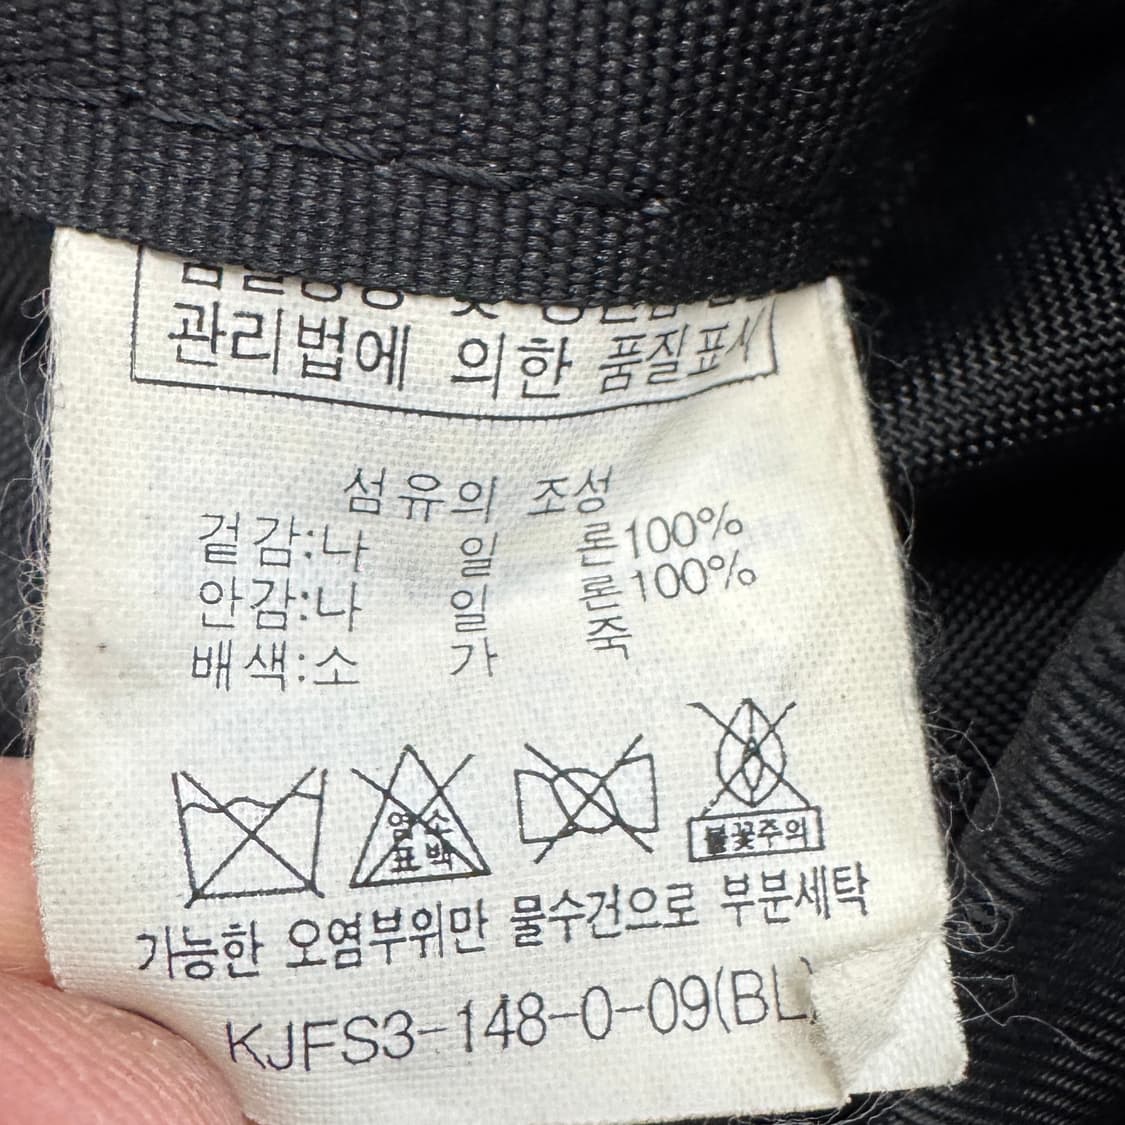 관리법에 의한 품질표시
섬유의 조성
겉감:나 일 론100%
안감:나 일 론100%
배색:소 가 죽
염소
표백
불꽃주의
가능한 오염부위만 물수건으로 부분세탁
KJFS3-148-0-09(BL)